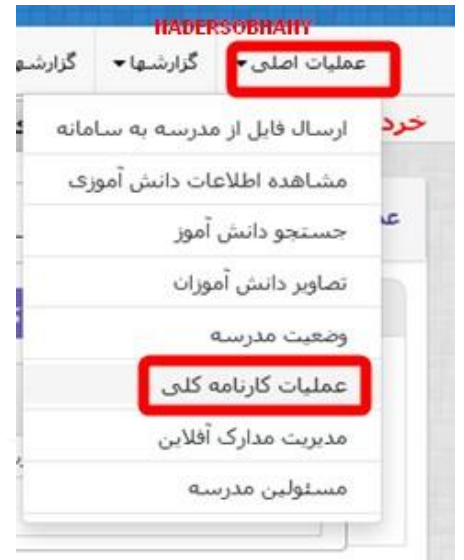 HADERSOBHANY
عملیات اصلی
گزارشها
خرد
ارسال فایل از مدرسه به سامانه
مشاهده اطلاعات دانش آموزی
جستجو دانش آموز
تصاویر دانش آموزان
وضعیت مدرسه
عملیات کارنامه کلی
مدیریت مدارک آفلاین
مسئولین مدرسه